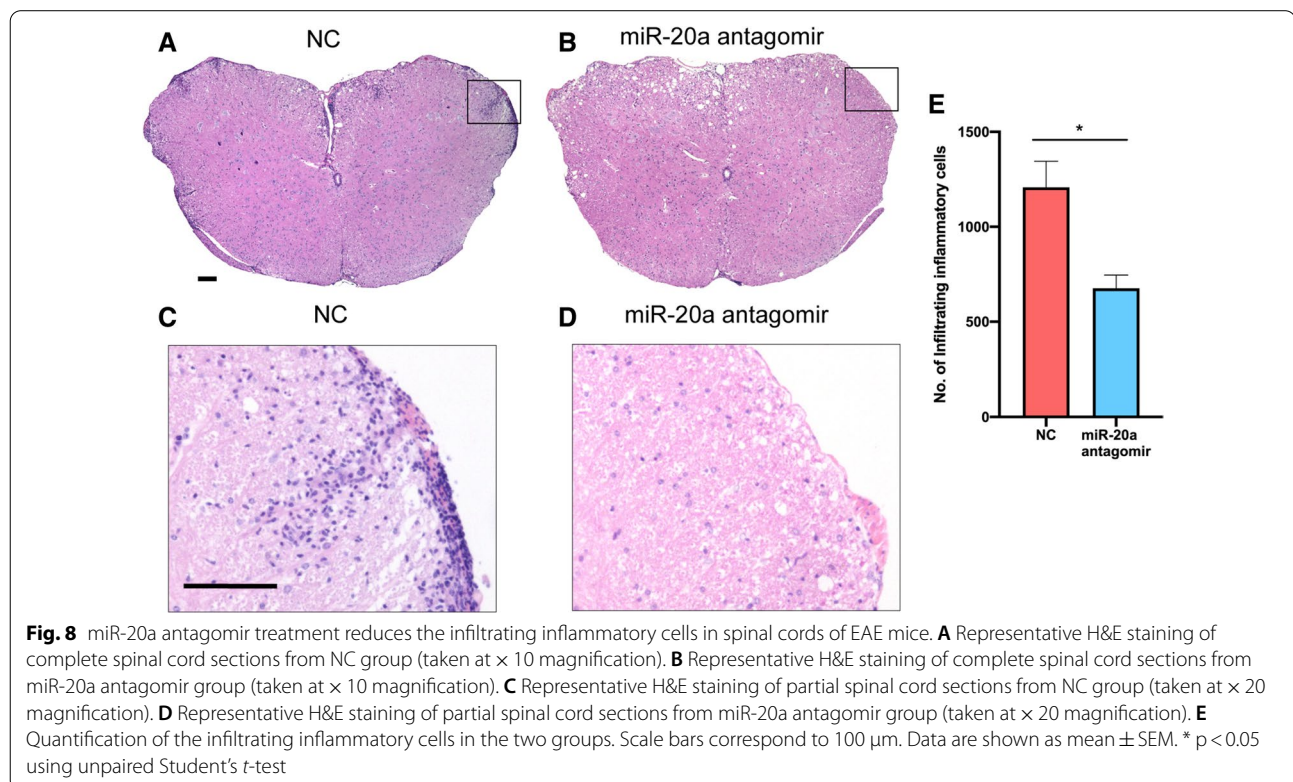 A NC
B miR-20a antagomir
C NC
D miR-20a antagomir
E
No. of Infiltrating inflammatory cells
1500
1000
500
0
*
NC
miR-20a
antagomir
Fig. 8 miR-20a antagomir treatment reduces the infiltrating inflammatory cells in spinal cords of EAE mice. A Representative H&E staining of
complete spinal cord sections from NC group (taken at × 10 magnification). B Representative H&E staining of complete spinal cord sections from
miR-20a antagomir group (taken at × 10 magnification). C Representative H&E staining of partial spinal cord sections from NC group (taken at × 20
magnification). D Representative H&E staining of partial spinal cord sections from miR-20a antagomir group (taken at × 20 magnification). E
Quantification of the infiltrating inflammatory cells in the two groups. Scale bars correspond to 100 μm. Data are shown as mean ± SEM. * p < 0.05
using unpaired Student's t-test